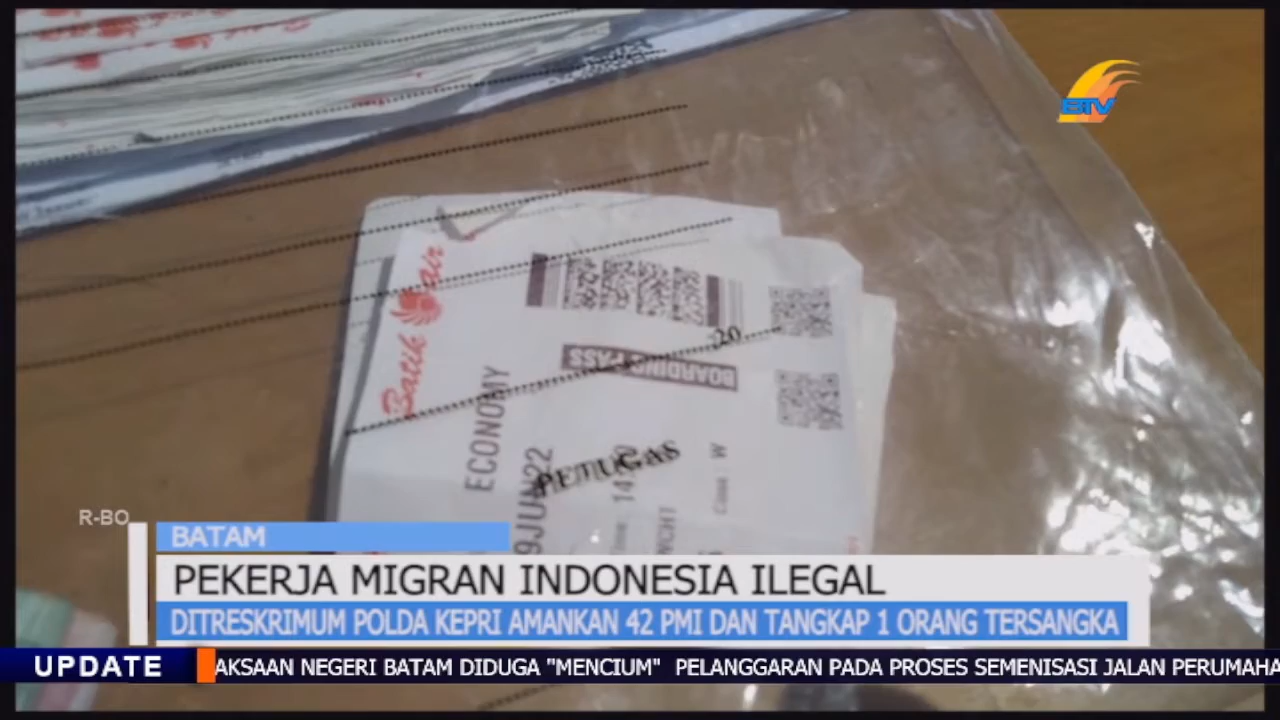 BTV
Batik air
BOARDING PASS
ECONOMY
9JUN22
20
PETUGAS
W
R-BO
BATAM
PEKERJA MIGRAN INDONESIA ILEGAL
DITRESKRIMUM POLDA KEPRI AMANKAN 42 PMI DAN TANGKAP 1 ORANG TERSANGKA
UPDATE AKSAAN NEGERI BATAM DIDUGA "MENCIUM" PELANGGARAN PADA PROSES SEMENISASI JALAN PERUMAHA